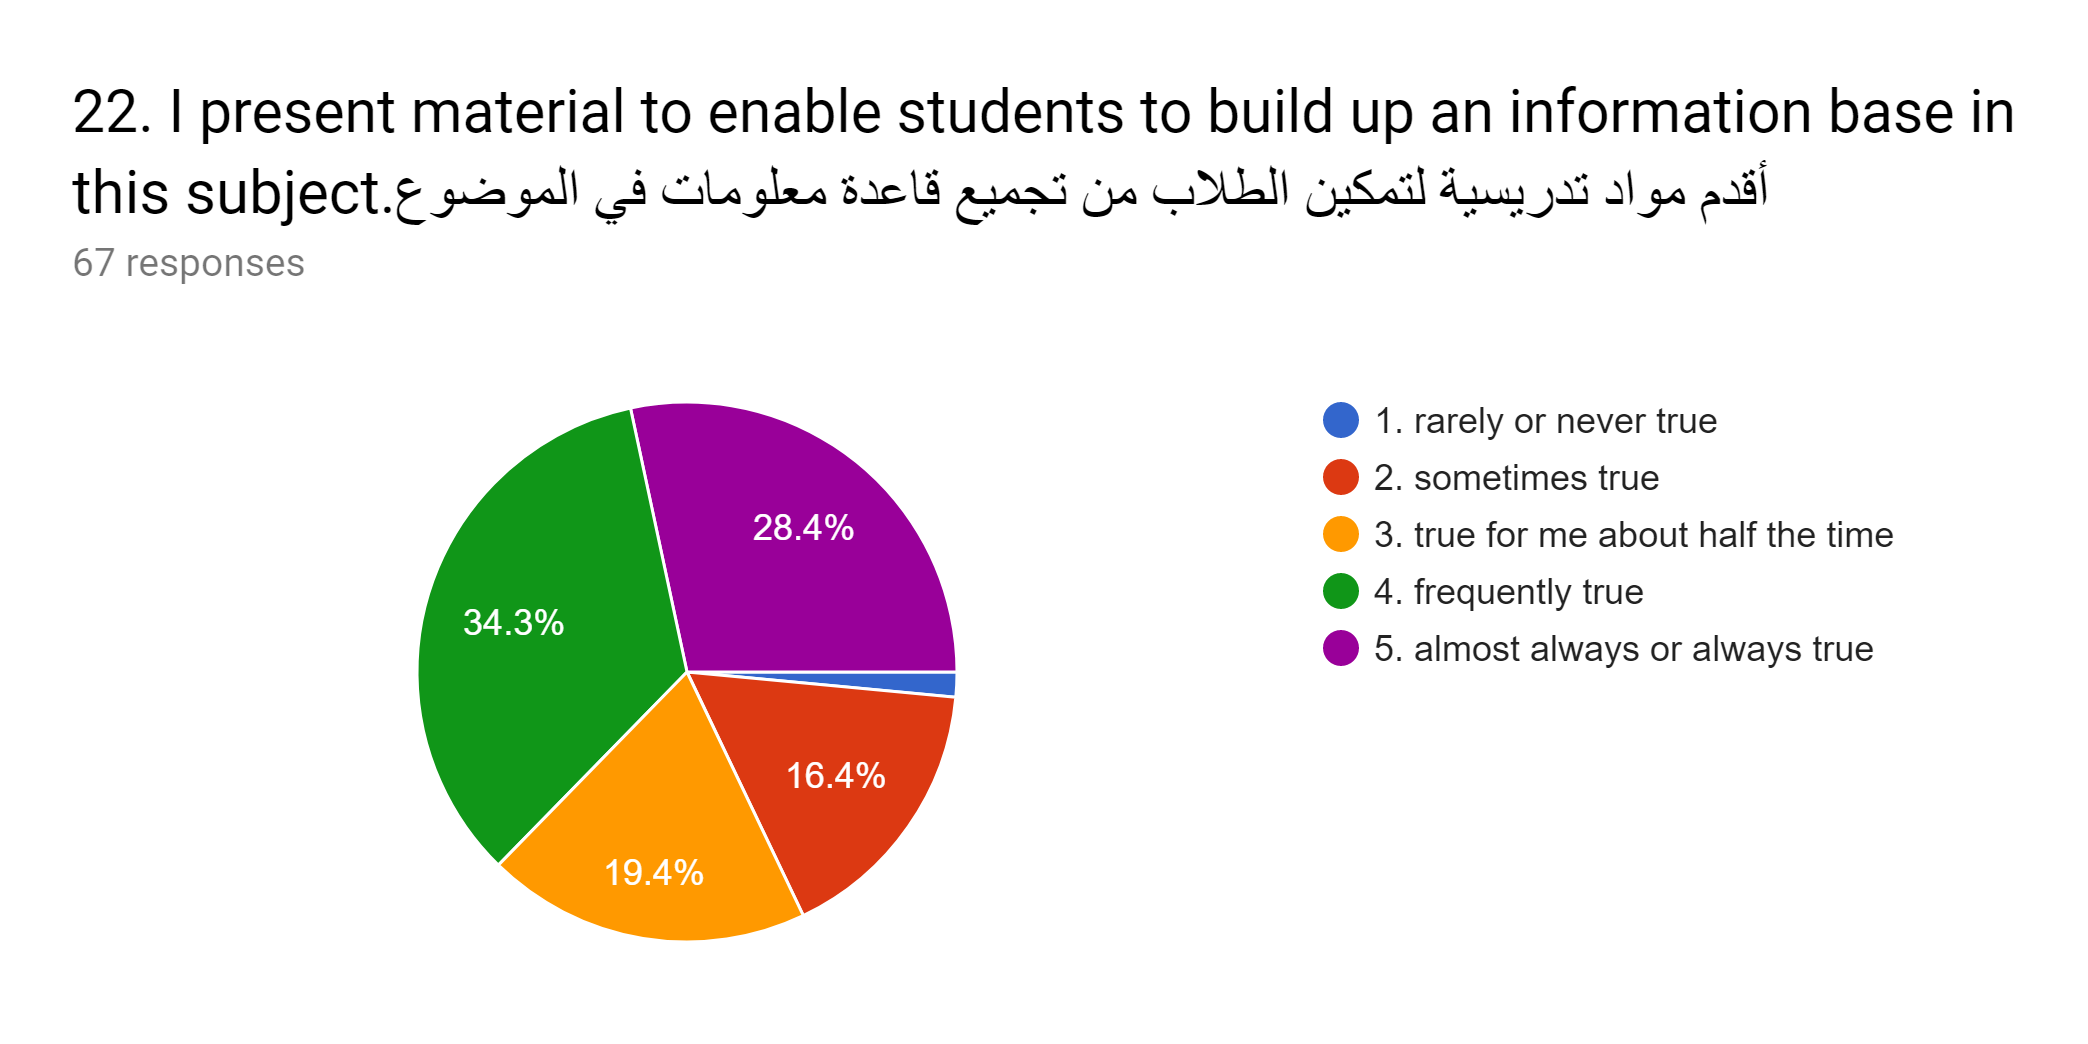 22. I present material to enable students to build up an information base in
this subject.أقدم مواد تدريسية لتمكين الطلاب من تجميع قاعدة معلومات في الموضوع
67 responses
28.4%
34.3%
16.4%
19.4%
1. rarely or never true
2. sometimes true
3. true for me about half the time
4. frequently true
5. almost always or always true